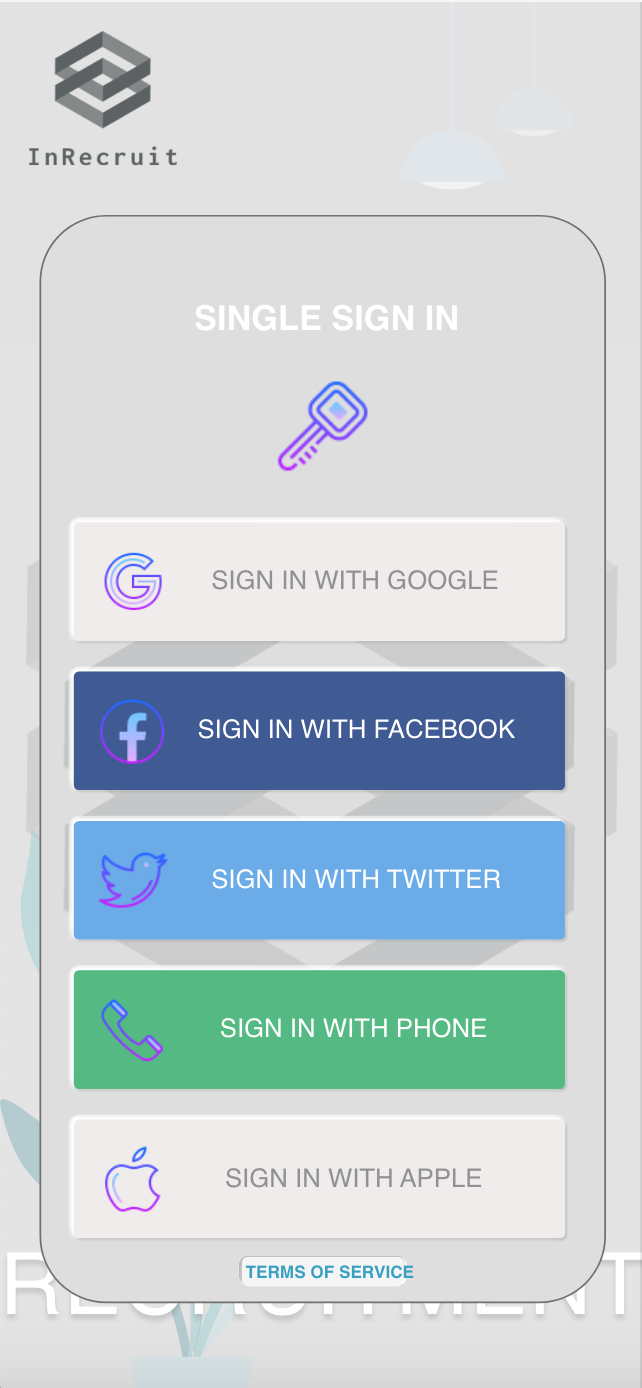 InRecruit
SINGLE SIGN IN
SIGN IN WITH GOOGLE
SIGN IN WITH FACEBOOK
SIGN IN WITH TWITTER
SIGN IN WITH PHONE
SIGN IN WITH APPLE
TERMS OF SERVICE
RECRUITMENT